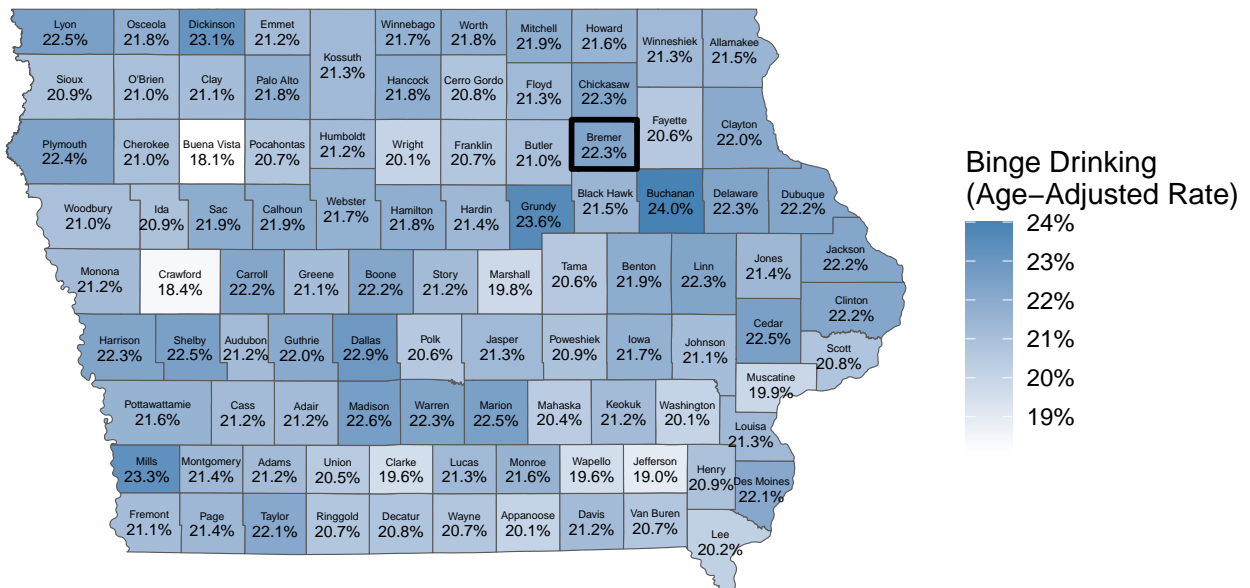 Lyon
22.5%
Osceola
21.8%
Dickinson
23.1%
Emmet
21.2%
Kossuth
21.3%
Winnebago
21.7%
Worth
21.8%
Mitchell
21.9%
Howard
21.6%
Winneshiek
21.3%
Allamakee
21.5%
Sioux
20.9%
O'Brien
21.0%
Clay
21.1%
Palo Alto
21.8%
Hancock
21.8%
Cerro Gordo
20.8%
Floyd
21.3%
Chickasaw
22.3%
Fayette
20.6%
Clayton
22.0%
Plymouth
22.4%
Cherokee
21.0%
Buena Vista
18.1%
Pocahontas
20.7%
Humboldt
21.2%
Wright
20.1%
Franklin
20.7%
Butler
21.0%
Bremer
22.3%
Woodbury
21.0%
Ida
20.9%
Sac
21.9%
Calhoun
21.9%
Webster
21.7%
Hamilton
21.8%
Hardin
21.4%
Grundy
23.6%
Black Hawk
21.5%
Buchanan
24.0%
Delaware
22.3%
Dubuque
22.2%
Monona
21.2%
Crawford
18.4%
Carroll
22.2%
Greene
21.1%
Boone
22.2%
Story
21.2%
Marshall
19.8%
Tama
20.6%
Benton
21.9%
Linn
22.3%
Jones
21.4%
Jackson
22.2%
Clinton
22.2%
Harrison
22.3%
Shelby
22.5%
Audubon
21.2%
Guthrie
22.0%
Dallas
22.9%
Polk
20.6%
Jasper
21.3%
Poweshiek
20.9%
Iowa
21.7%
Johnson
21.1%
Cedar
22.5%
Scott
20.8%
Muscatine
19.9%
Pottawattamie
21.6%
Cass
21.2%
Adair
21.2%
Madison
22.6%
Warren
22.3%
Marion
22.5%
Mahaska
20.4%
Keokuk
21.2%
Washington
20.1%
Louisa
21.3%
Mills
23.3%
Montgomery
21.4%
Adams
21.2%
Union
20.5%
Clarke
19.6%
Lucas
21.3%
Monroe
21.6%
Wapello
19.6%
Jefferson
19.0%
Henry
20.9%
Des Moines
22.1%
Fremont
21.1%
Page
21.4%
Taylor
22.1%
Ringgold
20.7%
Decatur
20.8%
Wayne
20.7%
Appanoose
20.1%
Davis
21.2%
Van Buren
20.7%
Lee
20.2%
Binge Drinking
(Age−Adjusted Rate)
24%
23%
22%
21%
20%
19%